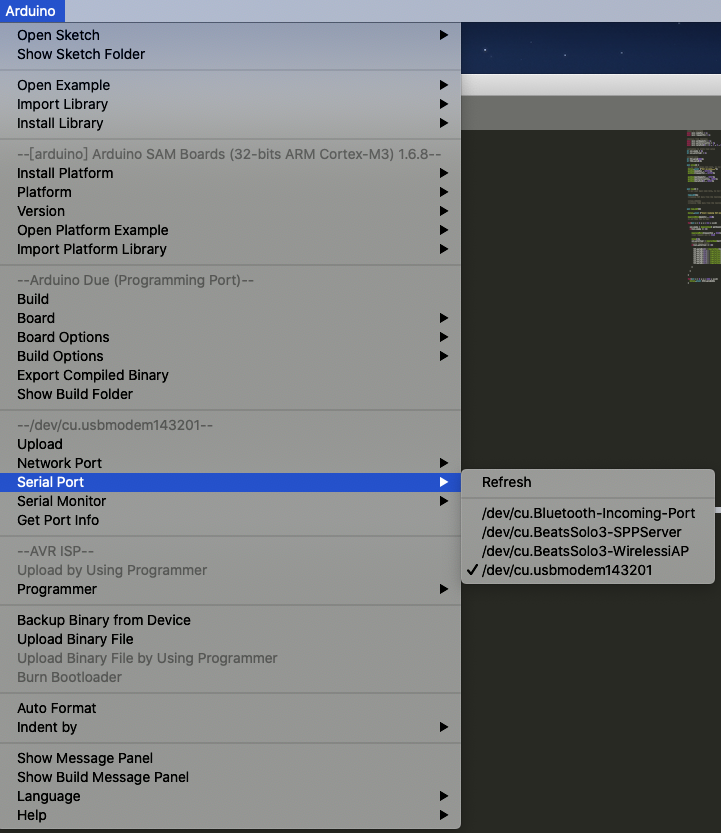 Arduino
Open Sketch
Show Sketch Folder
Open Example
Import Library
Install Library
--[arduino] Arduino SAM Boards (32-bits ARM Cortex-M3) 1.6.8--
Install Platform
Platform
Version
Open Platform Example
Import Platform Library
--Arduino Due (Programming Port)--
Build
Board
Board Options
Build Options
Export Compiled Binary
Show Build Folder
--/dev/cu.usbmodem143201--
Upload
Network Port
Serial Port
Serial Monitor
Get Port Info
--AVR ISP--
Upload by Using Programmer
Programmer
Backup Binary from Device
Upload Binary File
Upload Binary File by Using Programmer
Burn Bootloader
Auto Format
Indent by
Show Message Panel
Show Build Message Panel
Language
Help
Refresh
/dev/cu.Bluetooth-Incoming-Port
/dev/cu.BeatsSolo3-SPPServer
/dev/cu.BeatsSolo3-WirelessiAP
✓ /dev/cu.usbmodem143201